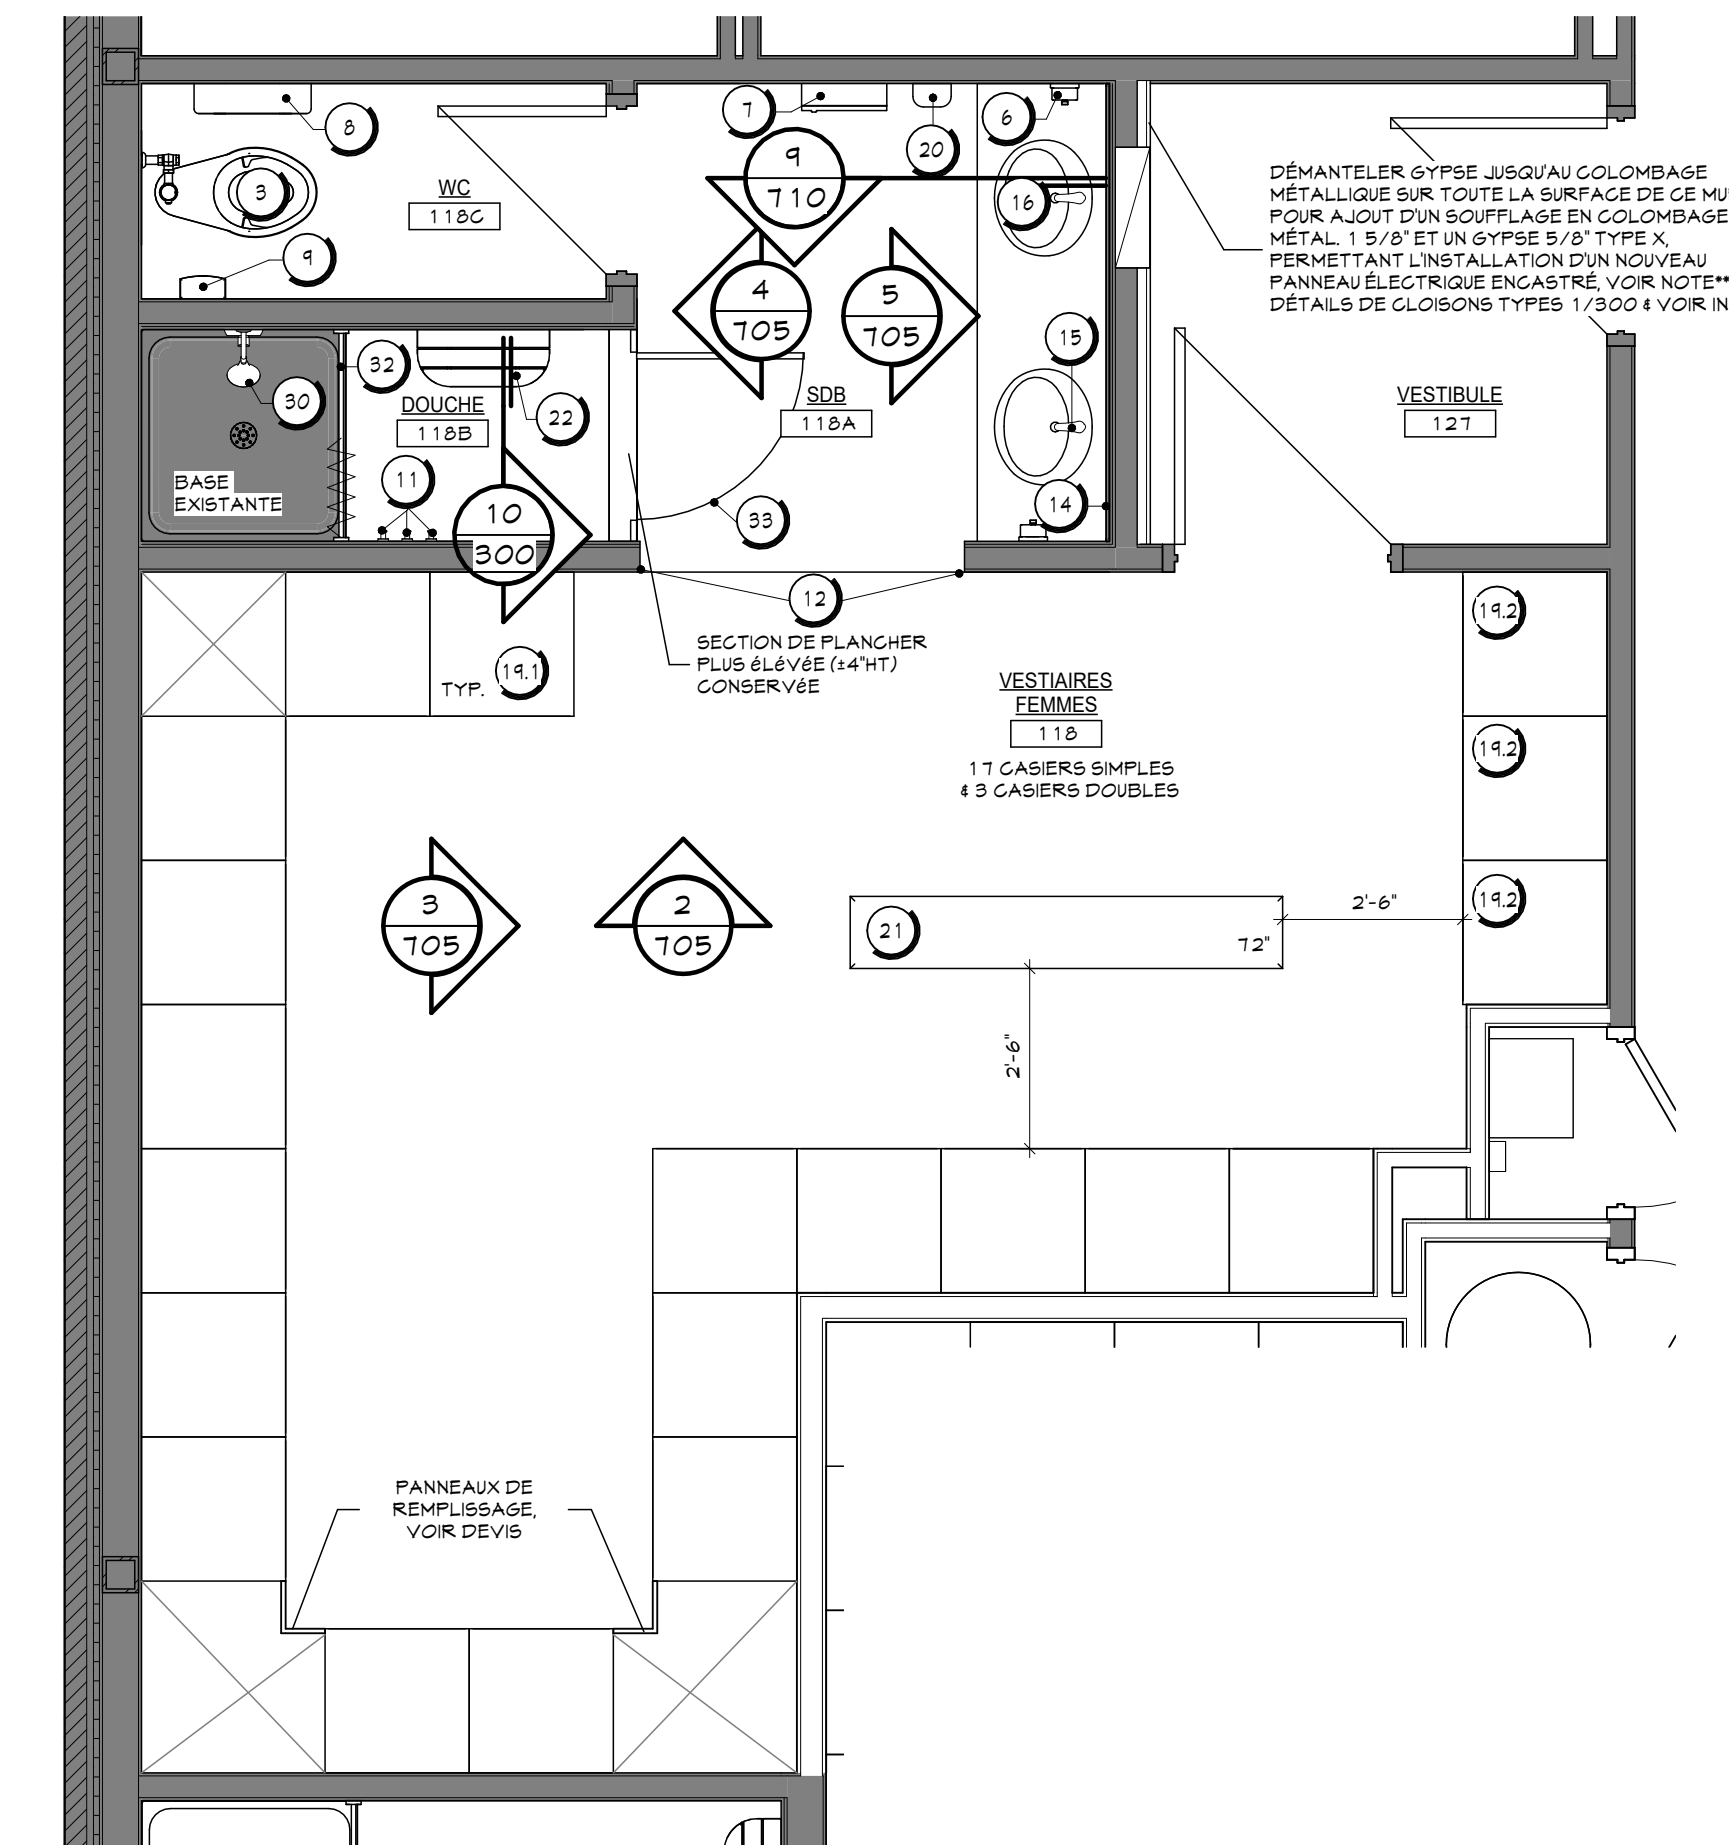 8
7
6
20
9
710
3
WC
118C
16
9
DÉMANTELER GYPSE JUSQU'AU COLOMBAGE
MÉTALLIQUE SUR TOUTE LA SURFACE DE CE
POUR AJOUT D'UN SOUFFLAGE EN COLOMBAGE
MÉTAL. 1 5/8" ET UN GYPSE 5/8" TYPE X,
PERMETTANT L'INSTALLATION D'UN NOUVEAU
PANNEAU ÉLECTRIQUE ENCASTRÉ, VOIR NOTE**
DÉTAILS DE CLOISONS TYPES 1/300 & VOIR
4
705
5
705
15
32
30
DOUCHE
118B
22
SDB
118A
VESTIBULE
127
BASE
EXISTANTE
11
10
300
33
14
12
19.2
SECTION DE PLANCHER
PLUS éLéVéE (±4"HT)
CONSERVéE
TYP.
19.1
VESTIAIRES
FEMMES
118
17 CASIERS SIMPLES
& 3 CASIERS DOUBLES
19.2
3
705
2
705
21
72"
2'-6"
19.2
2'-6"
PANNEAUX DE
REMPLISSAGE,
VOIR DEVIS